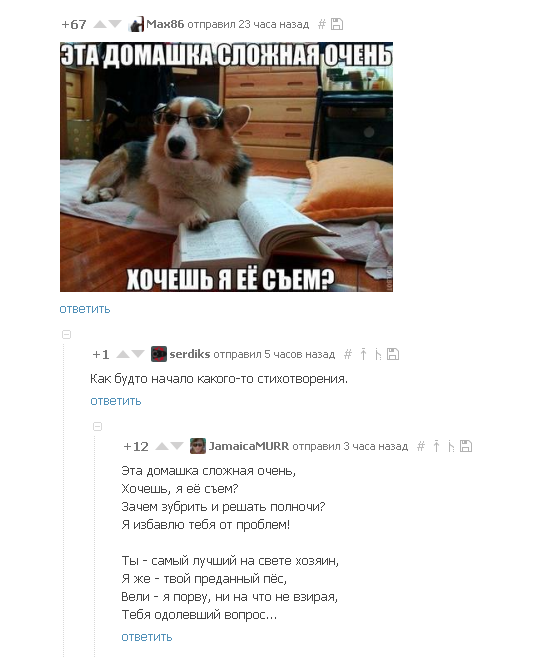 +67 Max86 отправил 23 часа назад #
ЭТА ДОМАШКА СЛОЖНАЯ ОЧЕНЬ
ХОЧЕШЬ Я ЕЁ СЪЕМ?
ответить
+1 serdiks отправил 5 часов назад #
Как будто начало какого-то стихотворения.
ответить
+12 JamaicaMURR отправил 3 часа назад #
Эта домашка сложная очень,
Хочешь, я её съем?
Зачем зубрить и решать полночи?
Я избавлю тебя от проблем!
Ты - самый лучший на свете хозяин,
Я же - твой преданный пёс,
Вели - я порву, ни на что не взирая,
Тебя одолевший вопрос...
ответить